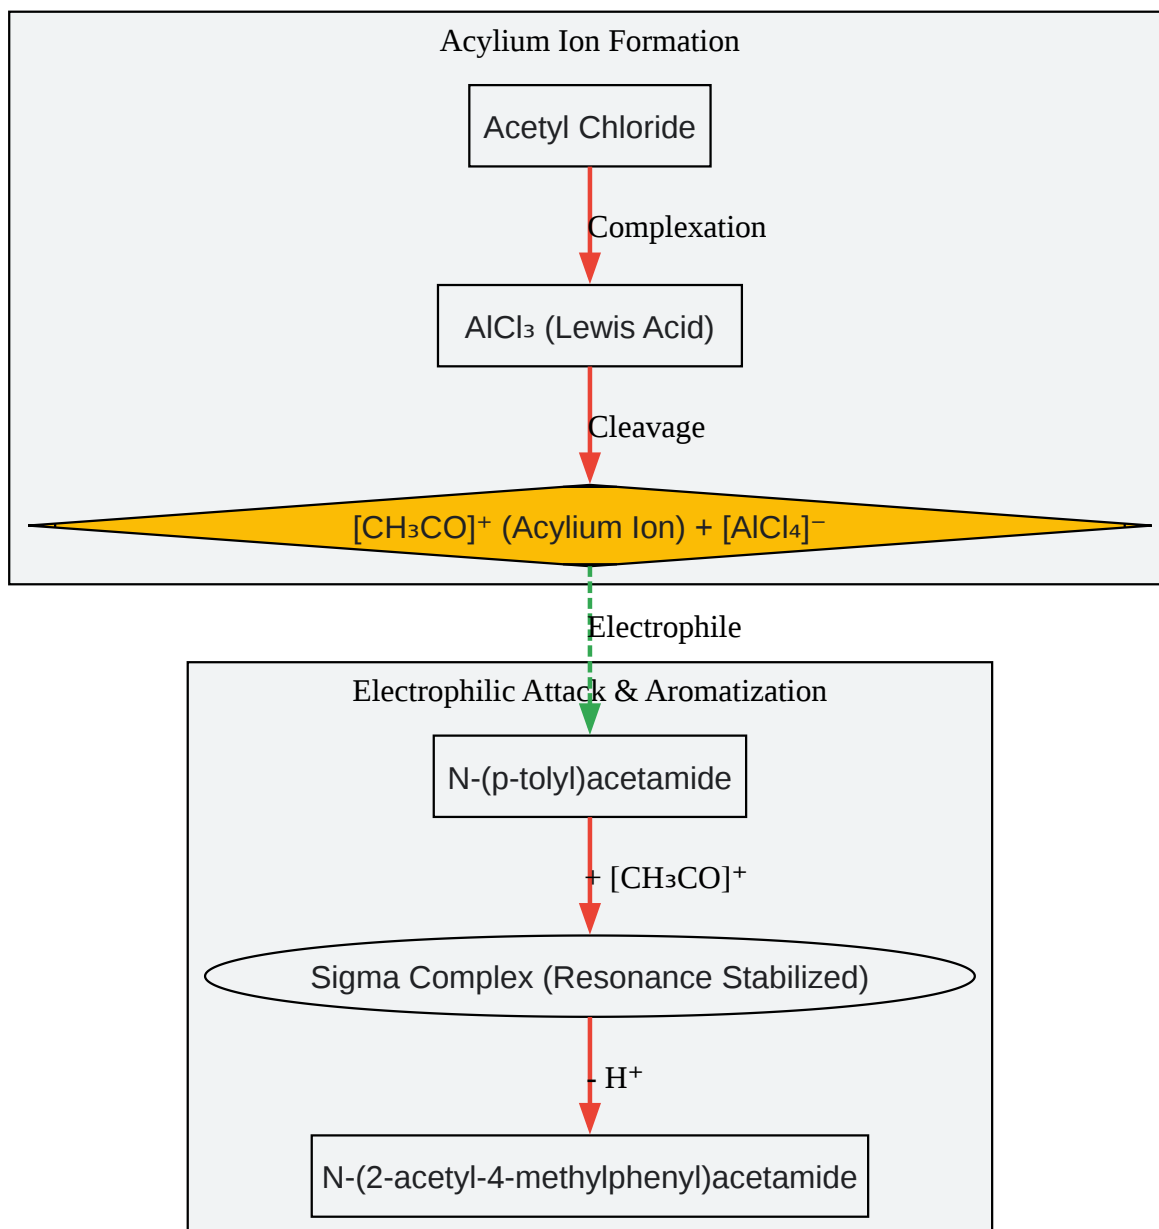 Acylium Ion Formation
Acetyl Chloride
Complexation
AlCl₃ (Lewis Acid)
Cleavage
[CH₃CO]⁺ (Acylium Ion) + [AlCl₄]⁻
Electrophile
Electrophilic Attack & Aromatization
N-(p-tolyl)acetamide
+ [CH₃CO]⁺
Sigma Complex (Resonance Stabilized)
- H⁺
N-(2-acetyl-4-methylphenyl)acetamide